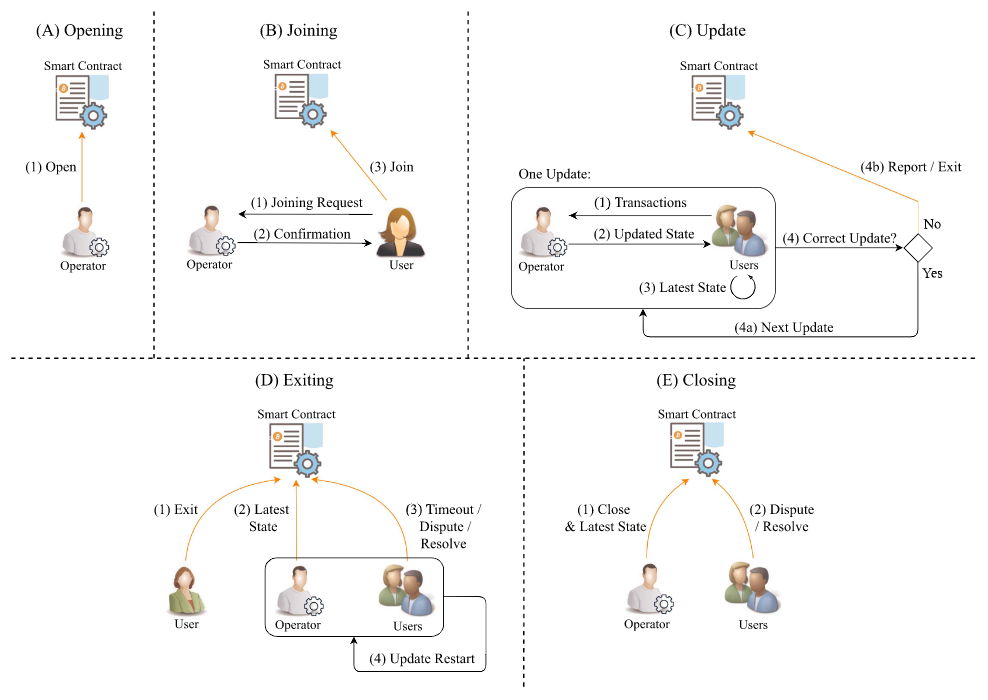 (A) Opening
Smart Contract
(1) Open
Operator
(B) Joining
Smart Contract
(3) Join
(1) Joining Request
(2) Confirmation
Operator
User
(C) Update
Smart Contract
(4b) Report / Exit
One Update:
(1) Transactions
(2) Updated State
Operator
Users
(3) Latest State
(4) Correct Update?
No
Yes
(4a) Next Update
(D) Exiting
Smart Contract
(1) Exit
(2) Latest
State
(3) Timeout /
Dispute /
Resolve
User
Operator
Users
(4) Update Restart
(E) Closing
Smart Contract
(1) Close
& Latest State
(2) Dispute
/ Resolve
Operator
Users